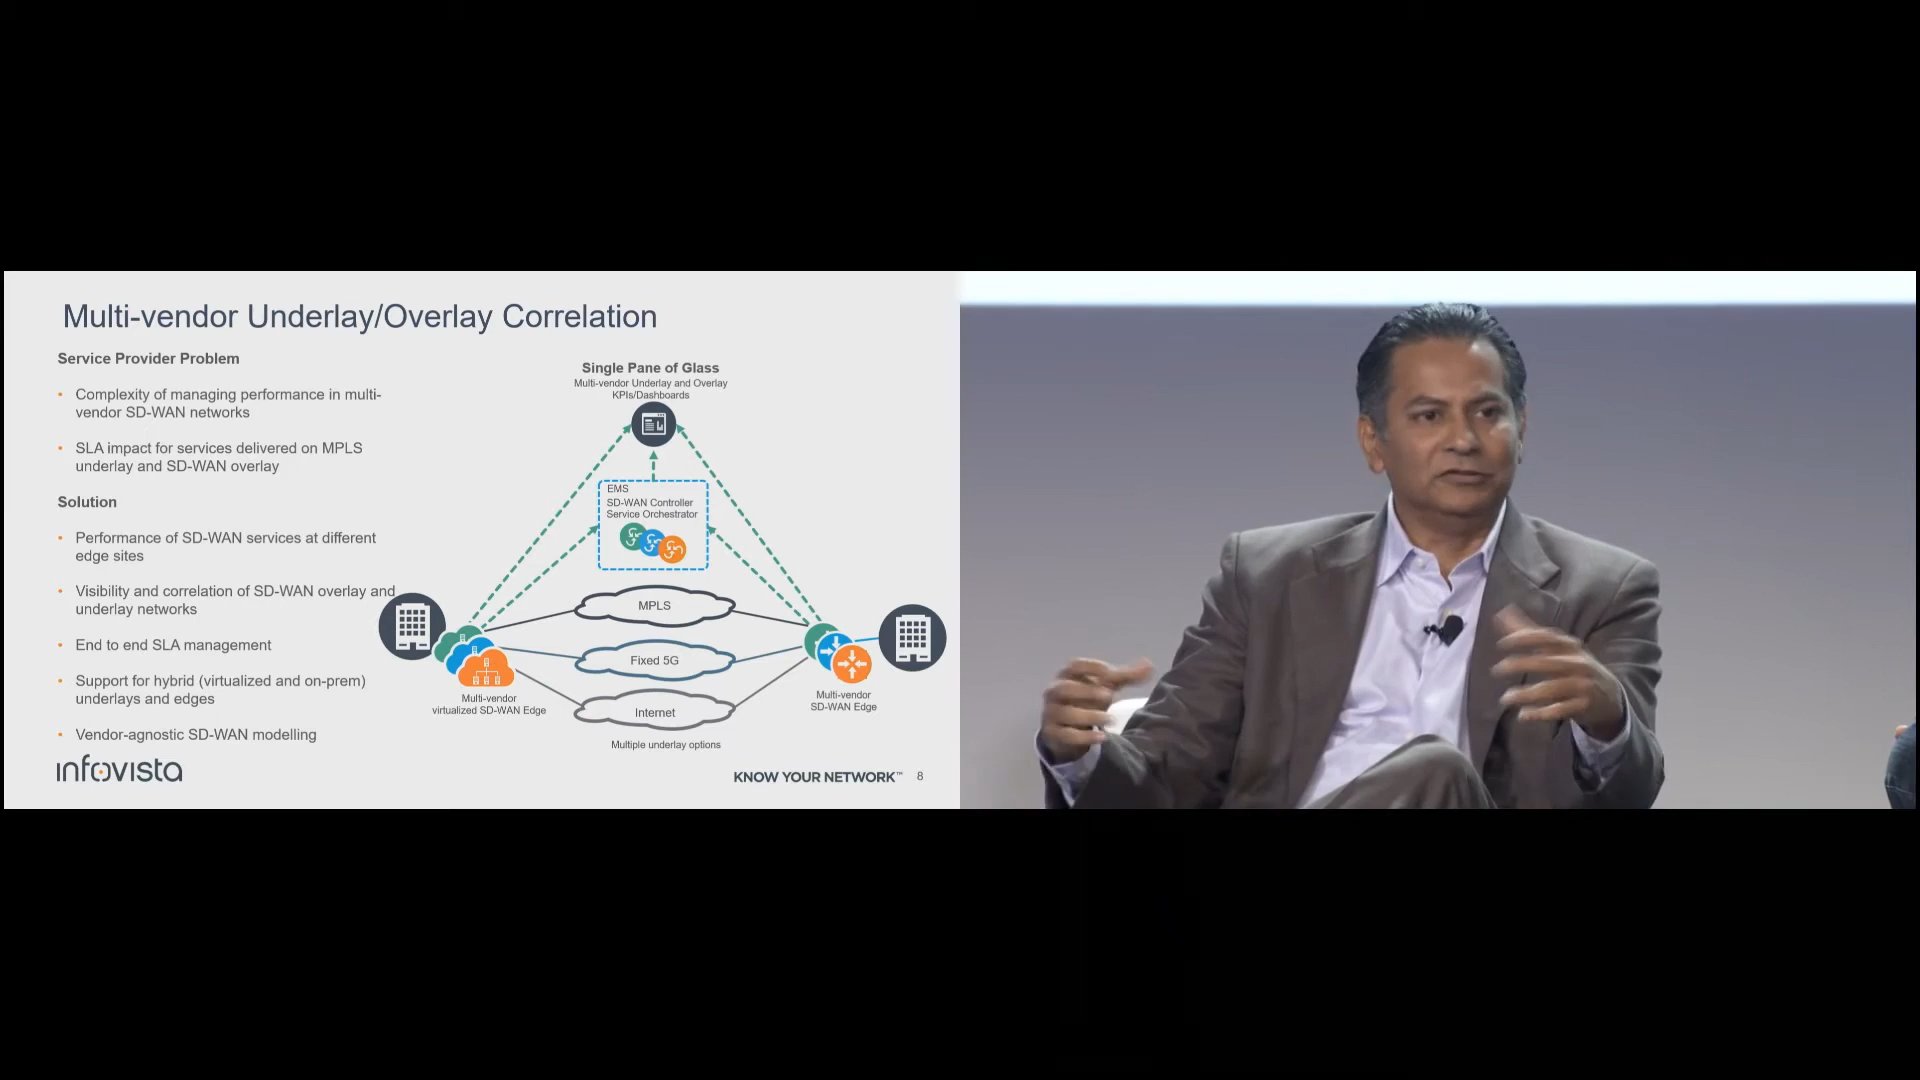 Multi-vendor Underlay/Overlay Correlation
Service Provider Problem
• Complexity of managing performance in multi-
vendor SD-WAN networks
• SLA impact for services delivered on MPLS
underlay and SD-WAN overlay
Solution
• Performance of SD-WAN services at different
edge sites
• Visibility and correlation of SD-WAN overlay and
underlay networks
• End to end SLA management
• Support for hybrid (virtualized and on-prem)
underlays and edges
• Vendor-agnostic SD-WAN modelling
Single Pane of Glass
Multi-vendor Underlay and Overlay
KPIs/Dashboards
EMS
SD-WAN Controller
Service Orchestrator
MPLS
Fixed 5G
Internet
Multi-vendor
virtualized SD-WAN Edge
Multi-vendor
SD-WAN Edge
Multiple underlay options
infovista
KNOW YOUR NETWORK™ 8